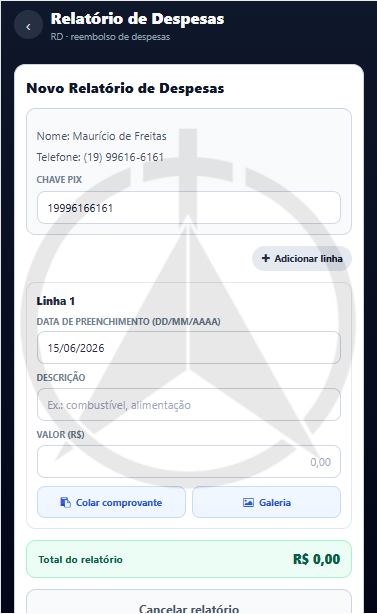 Relatório de Despesas
RD · reembolso de despesas
Novo Relatório de Despesas
Nome: Maurício de Freitas
Telefone: (19) 99616-6161
CHAVE PIX
19996166161
+ Adicionar linha
Linha 1
DATA DE PREENCHIMENTO (DD/MM/AAAA)
15/06/2026
DESCRIÇÃO
Ex.: combustível, alimentação
VALOR (R$)
0,00
Colar comprovante
Galeria
Total do relatório
R$ 0,00
Cancelar relatório